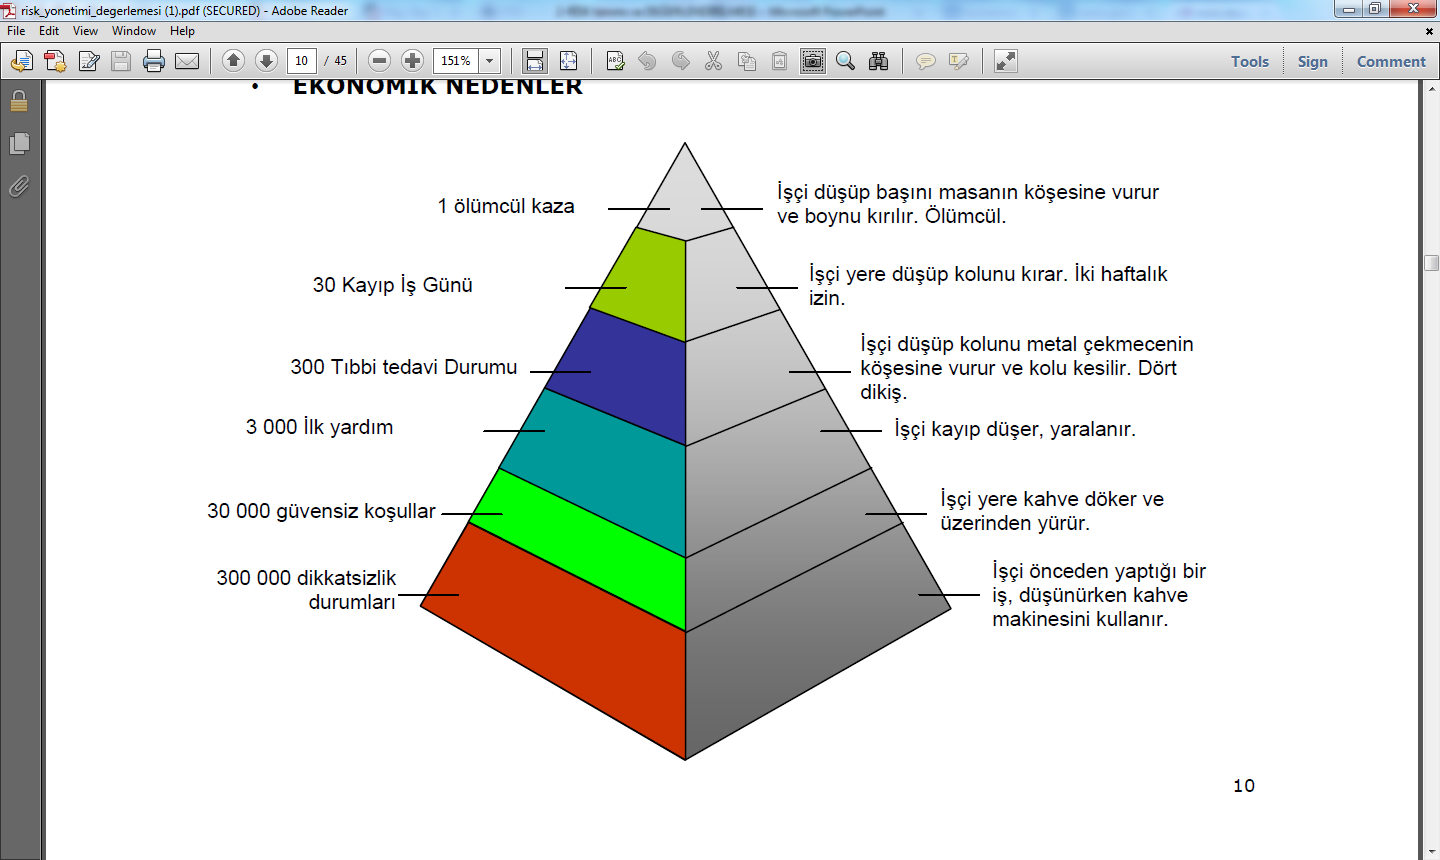 risk_yonetimi_degerlemesi (1).pdf (SECURED) - Adobe Reader
File Edit View Window Help
10 / 45 151% Tools Sign Comment
• EKONOMİK NEDENLER
1 ölümcül kaza
İşçi düşüp başını masanın köşesine vurur
ve boynu kırılır. Ölümcül.
30 Kayıp İş Günü
İşçi yere düşüp kolunu kırar. İki haftalık
izin.
300 Tıbbi tedavi Durumu
İşçi düşüp kolunu metal çekmecenin
köşesine vurur ve kolu kesilir. Dört
dikiş.
3 000 İlk yardım
İşçi kayıp düşer, yaralanır.
30 000 güvensiz koşullar
İşçi yere kahve döker ve
üzerinden yürür.
300 000 dikkatsizlik
durumları
İşçi önceden yaptığı bir
iş, düşünürken kahve
makinesini kullanır.
10